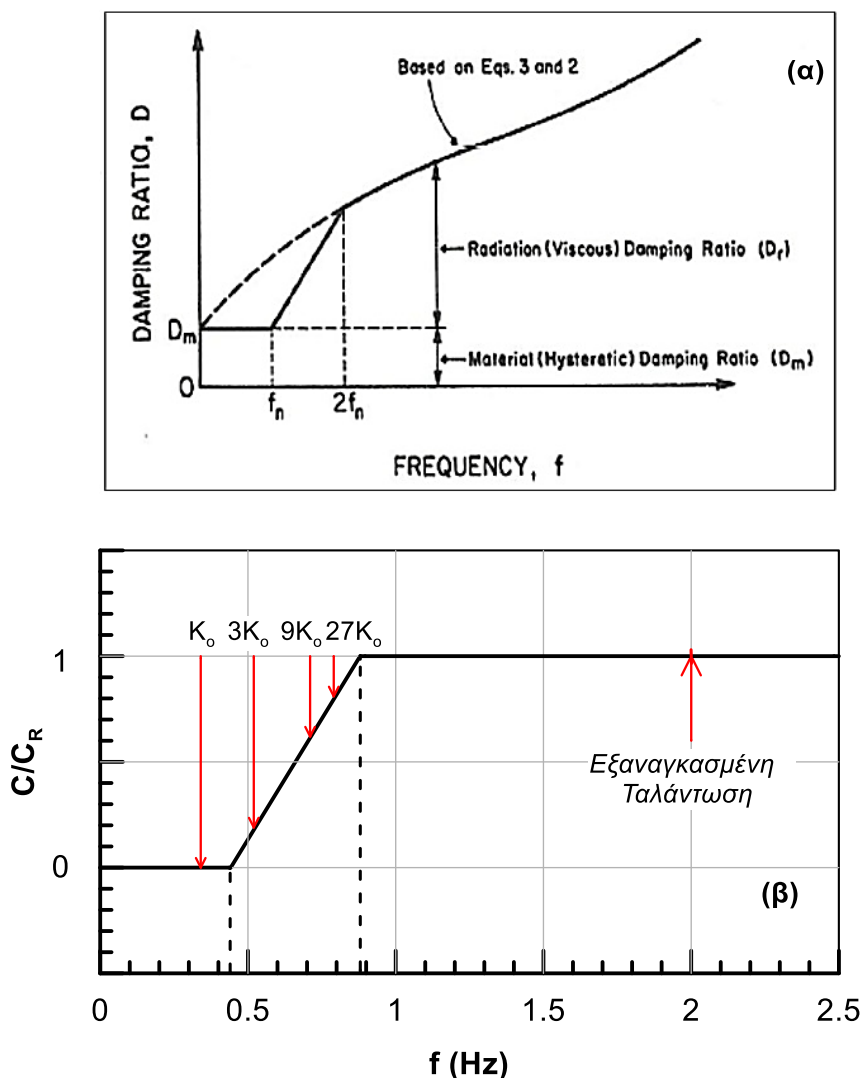 (α)
Based on Eqs. 3 and 2
DAMPING RATIO, D
Radiation (Viscous) Damping Ratio (Dr)
Dm
Material (Hysteretic) Damping Ratio (Dm)
0
fn 2fn
FREQUENCY, f
Ko 3Ko 9Ko 27Ko
1
C/CR
Εξαναγκασμένη
Ταλάντωση
0
(β)
0 0.5 1 1.5 2 2.5
f (Hz)